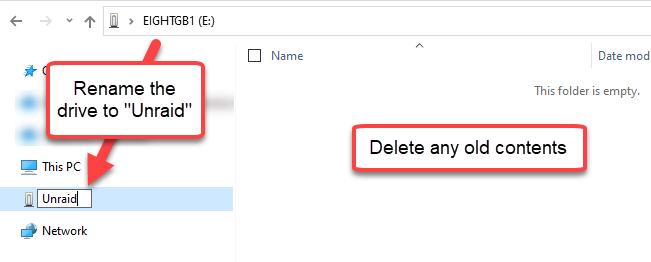 EIGHTGB1 (E:)
Name
Date mod
Rename the
drive to "Unraid"
This folder is empty.
Delete any old contents
This PC
Unraid
Network